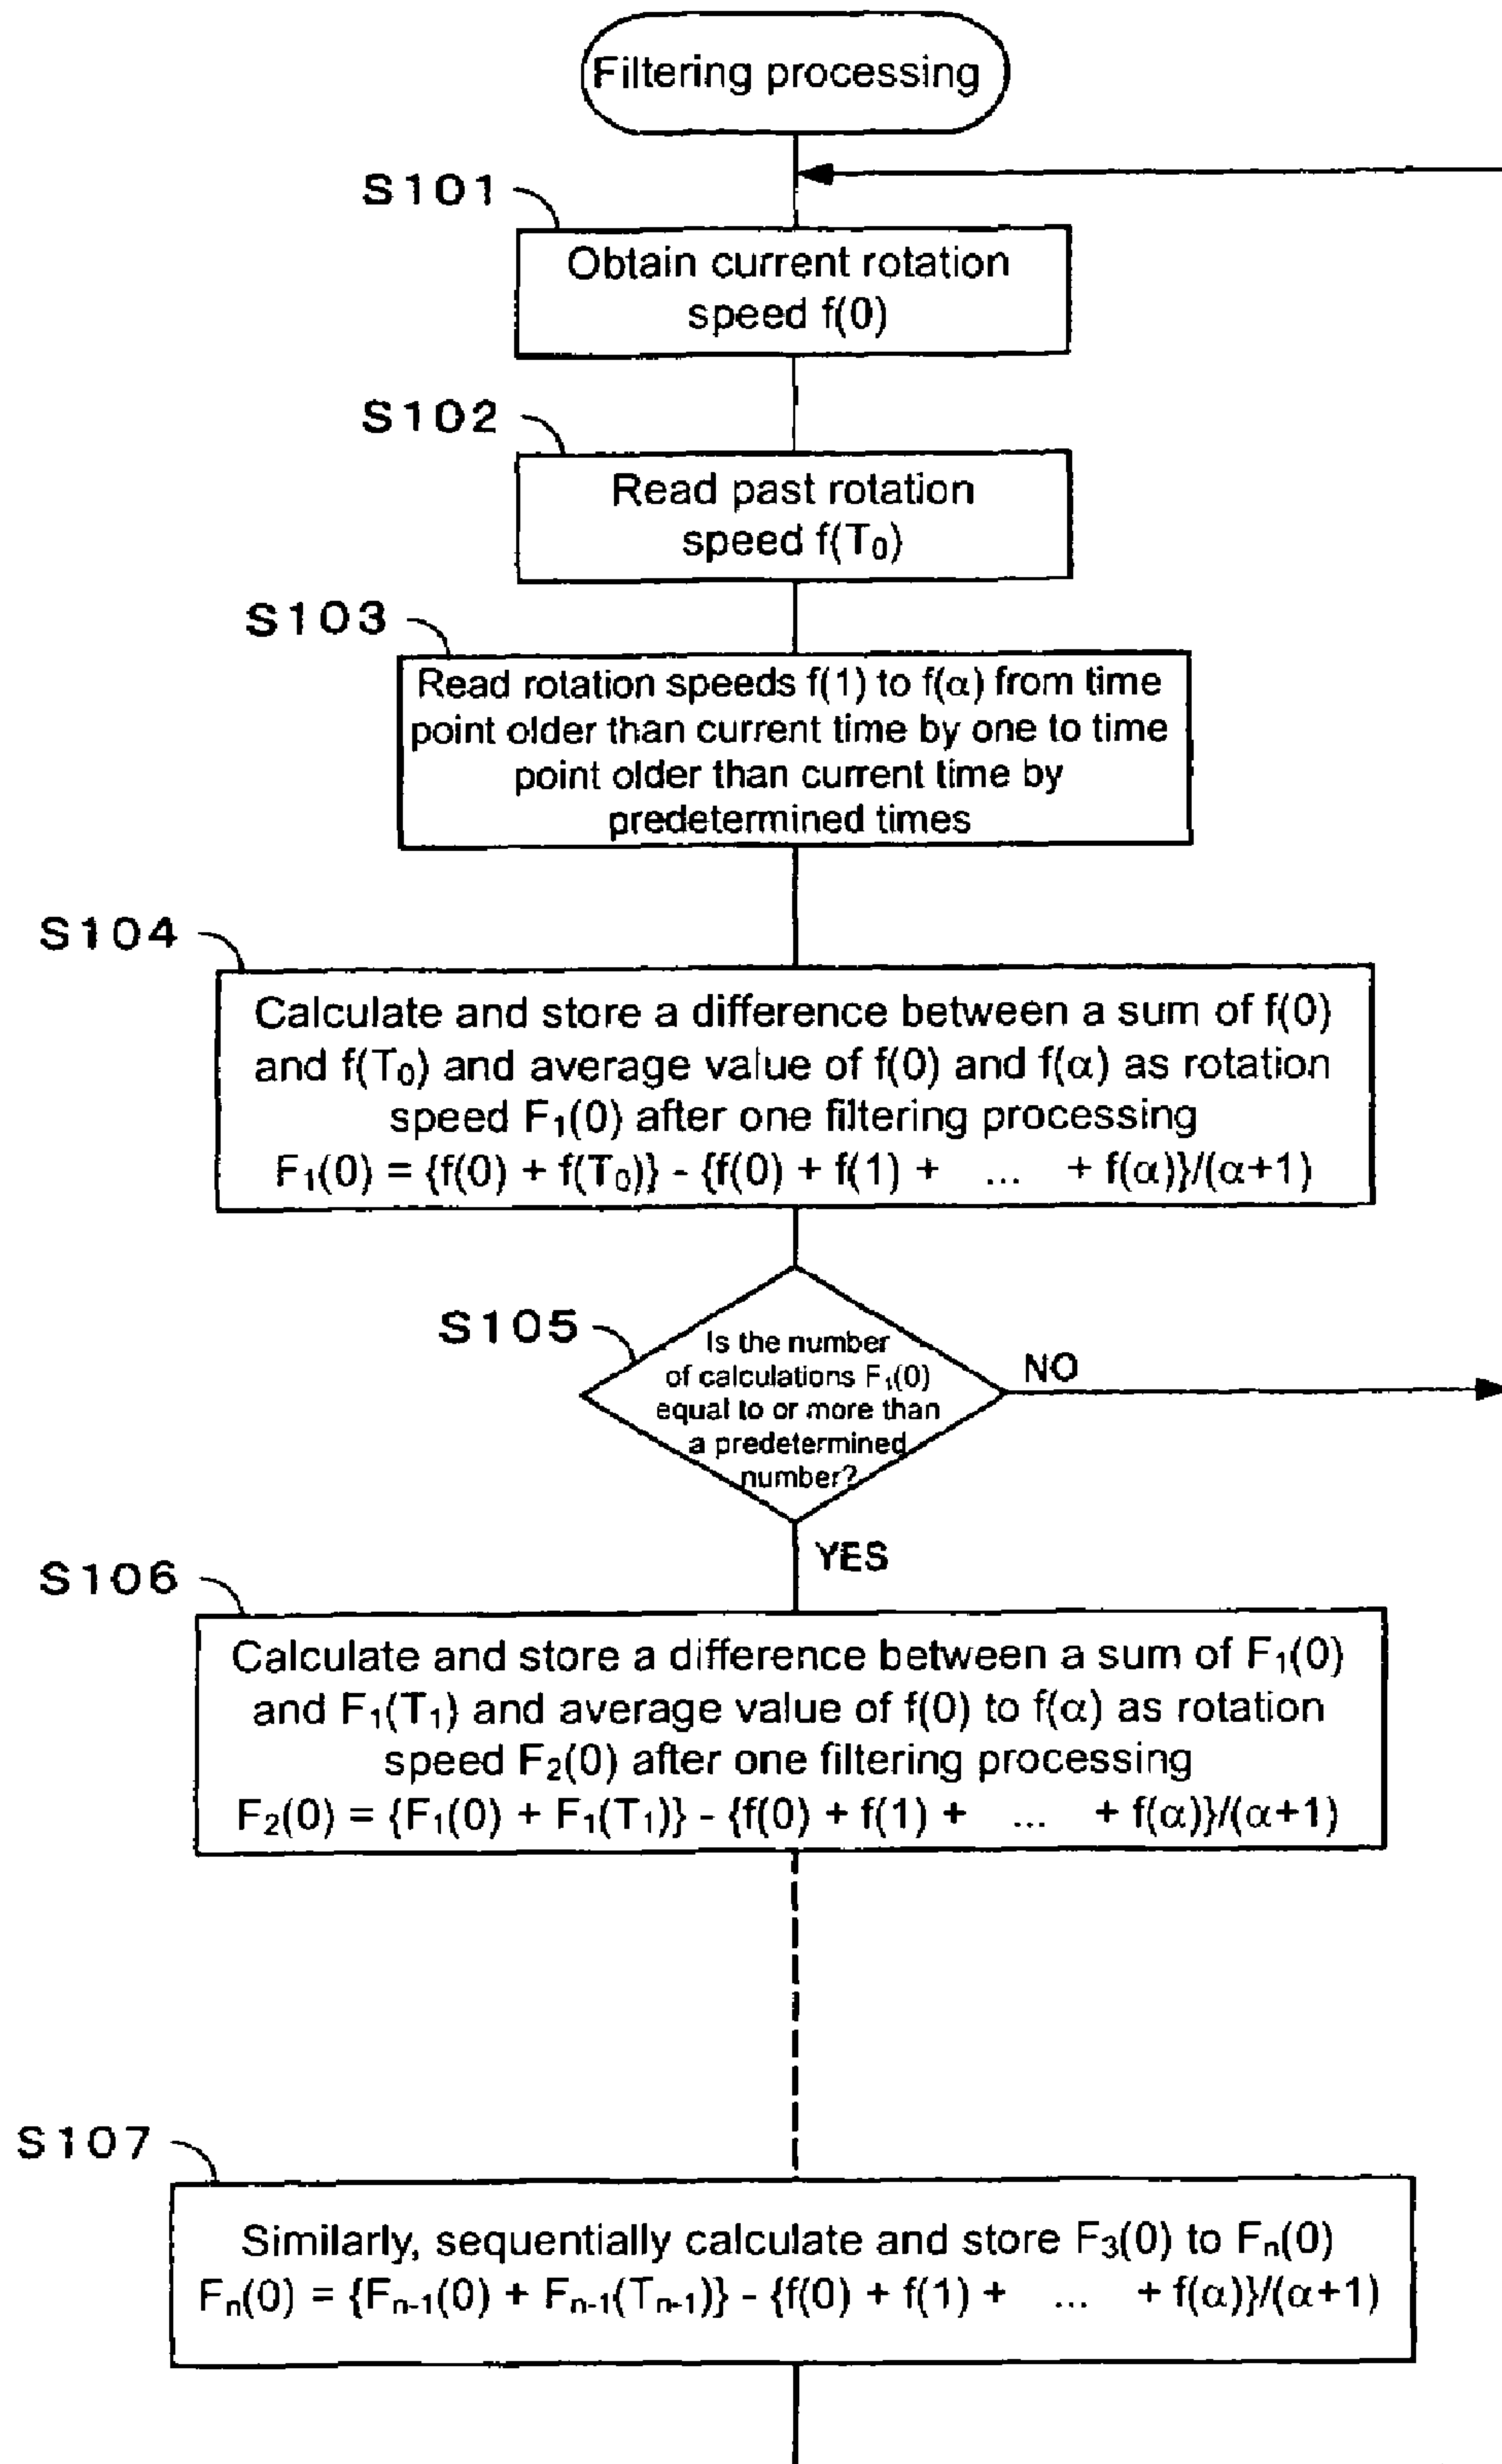 Filtering processing
S101
Obtain current rotation
speed f(0)
S102
Read past rotation
speed f(T₀)
S103
Read rotation speeds f(1) to f(α) from time
point older than current time by one to time
point older than current time by
predetermined times
S104
Calculate and store a difference between a sum of f(0)
and f(T₀) and average value of f(0) and f(α) as rotation
speed F₁(0) after one filtering processing
F₁(0) = {f(0) + f(T₀)} - {f(0) + f(1) + ... + f(α)}/(α+1)
S105
Is the number
of calculations F₁(0)
equal to or more than
a predetermined
number?
NO
YES
S106
Calculate and store a difference between a sum of F₁(0)
and F₁(T₁) and average value of f(0) to f(α) as rotation
speed F₂(0) after one filtering processing
F₂(0) = {F₁(0) + F₁(T₁)} - {f(0) + f(1) + ... + f(α)}/(α+1)
S107
Similarly, sequentially calculate and store F₃(0) to Fₙ(0)
Fₙ(0) = {Fₙ₋₁(0) + Fₙ₋₁(Tₙ₋₁)} - {f(0) + f(1) + ... + f(α)}/(α+1)